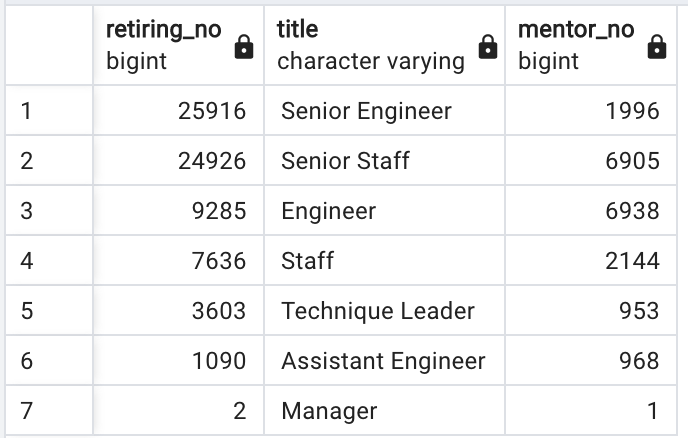 retiring_no title mentor_no
bigint character varying bigint
1 25916 Senior Engineer 1996
2 24926 Senior Staff 6905
3 9285 Engineer 6938
4 7636 Staff 2144
5 3603 Technique Leader 953
6 1090 Assistant Engineer 968
7 2 Manager 1